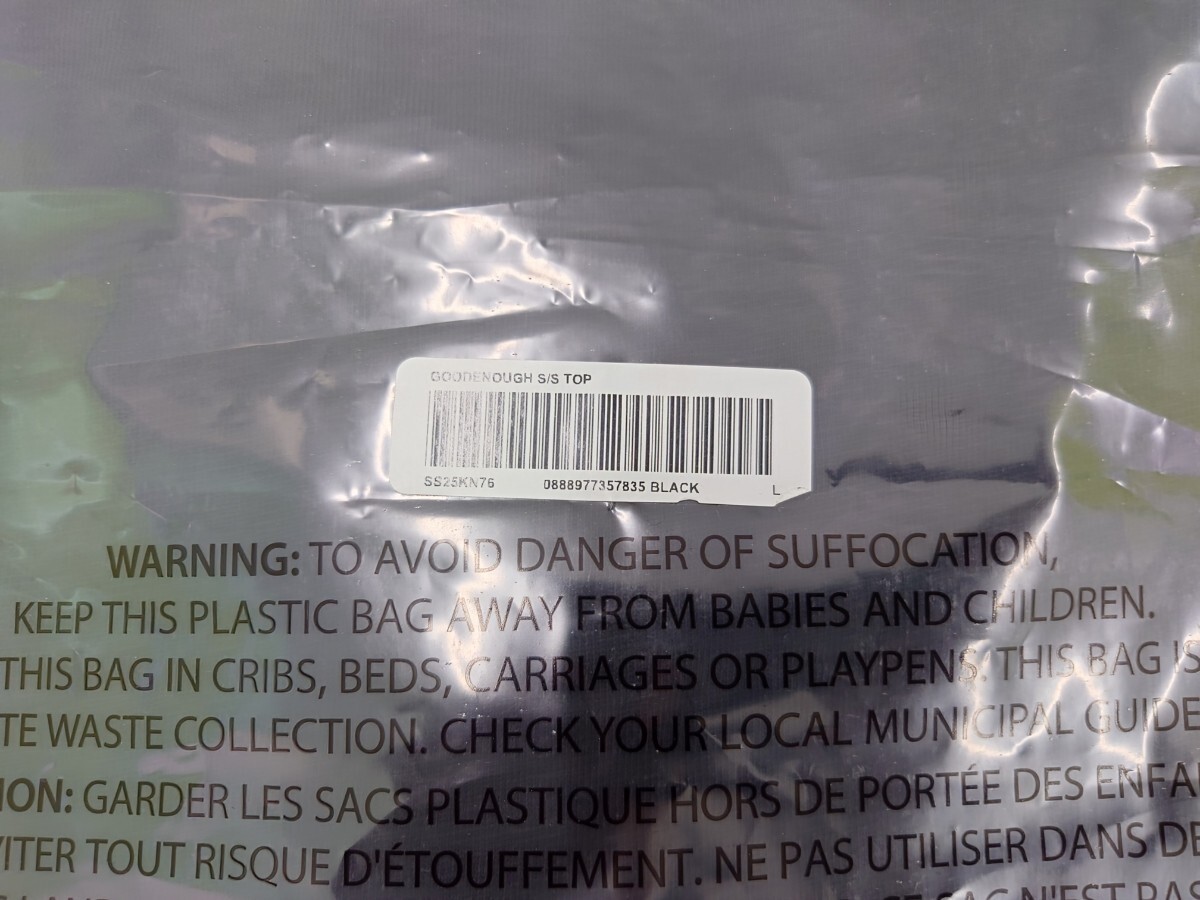 GOODENOUGH S/S TOP
SS25KN76 0888977357835 BLACK L
WARNING: TO AVOID DANGER OF SUFFOCATION,
KEEP THIS PLASTIC BAG AWAY FROM BABIES AND CHILDREN.
THIS BAG IN CRIBS, BEDS, CARRIAGES OR PLAYPENS. THIS BAG IS
TE WASTE COLLECTION. CHECK YOUR LOCAL MUNICIPAL GUIDE
ION: GARDER LES SACS PLASTIQUE HORS DE PORTÉE DES ENFA
VITER TOUT RISQUE D'ÉTOUFFEMENT. NE PAS UTILISER DANS DE
SAC N'EST PAS